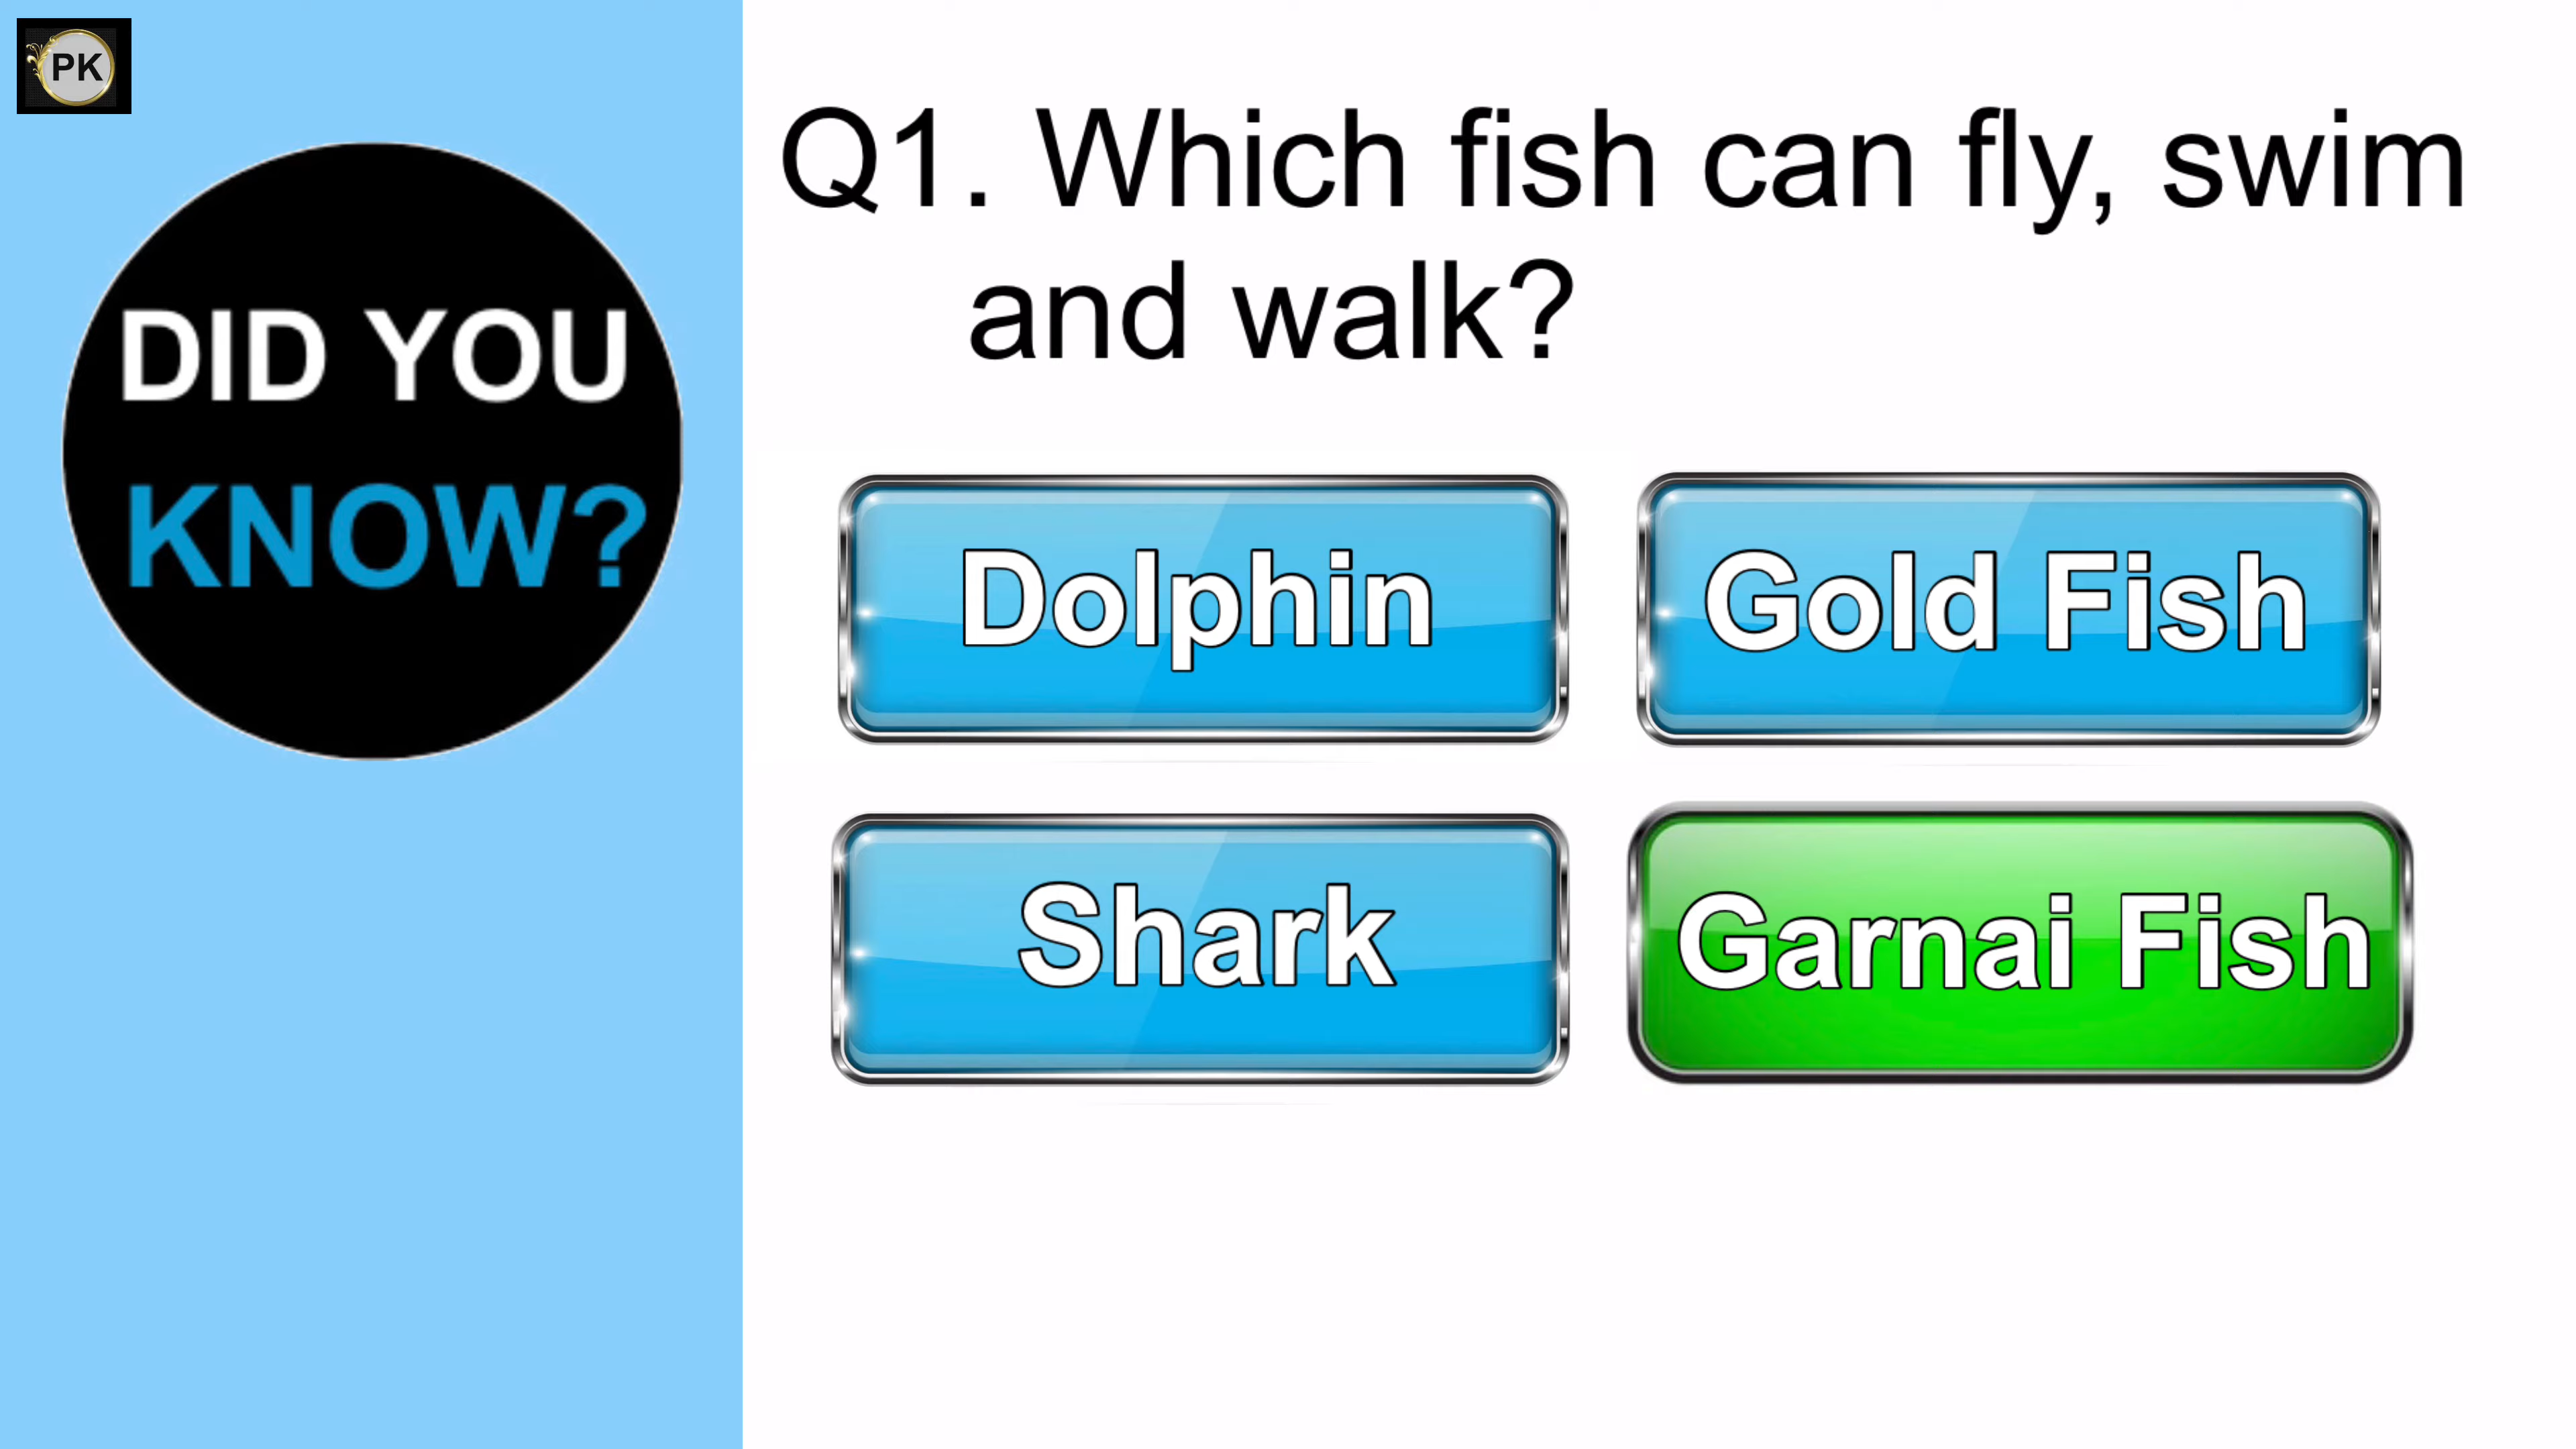 PK
DID YOU
KNOW?
Q1. Which fish can fly, swim
and walk?
Dolphin
Gold Fish
Shark
Garnai Fish